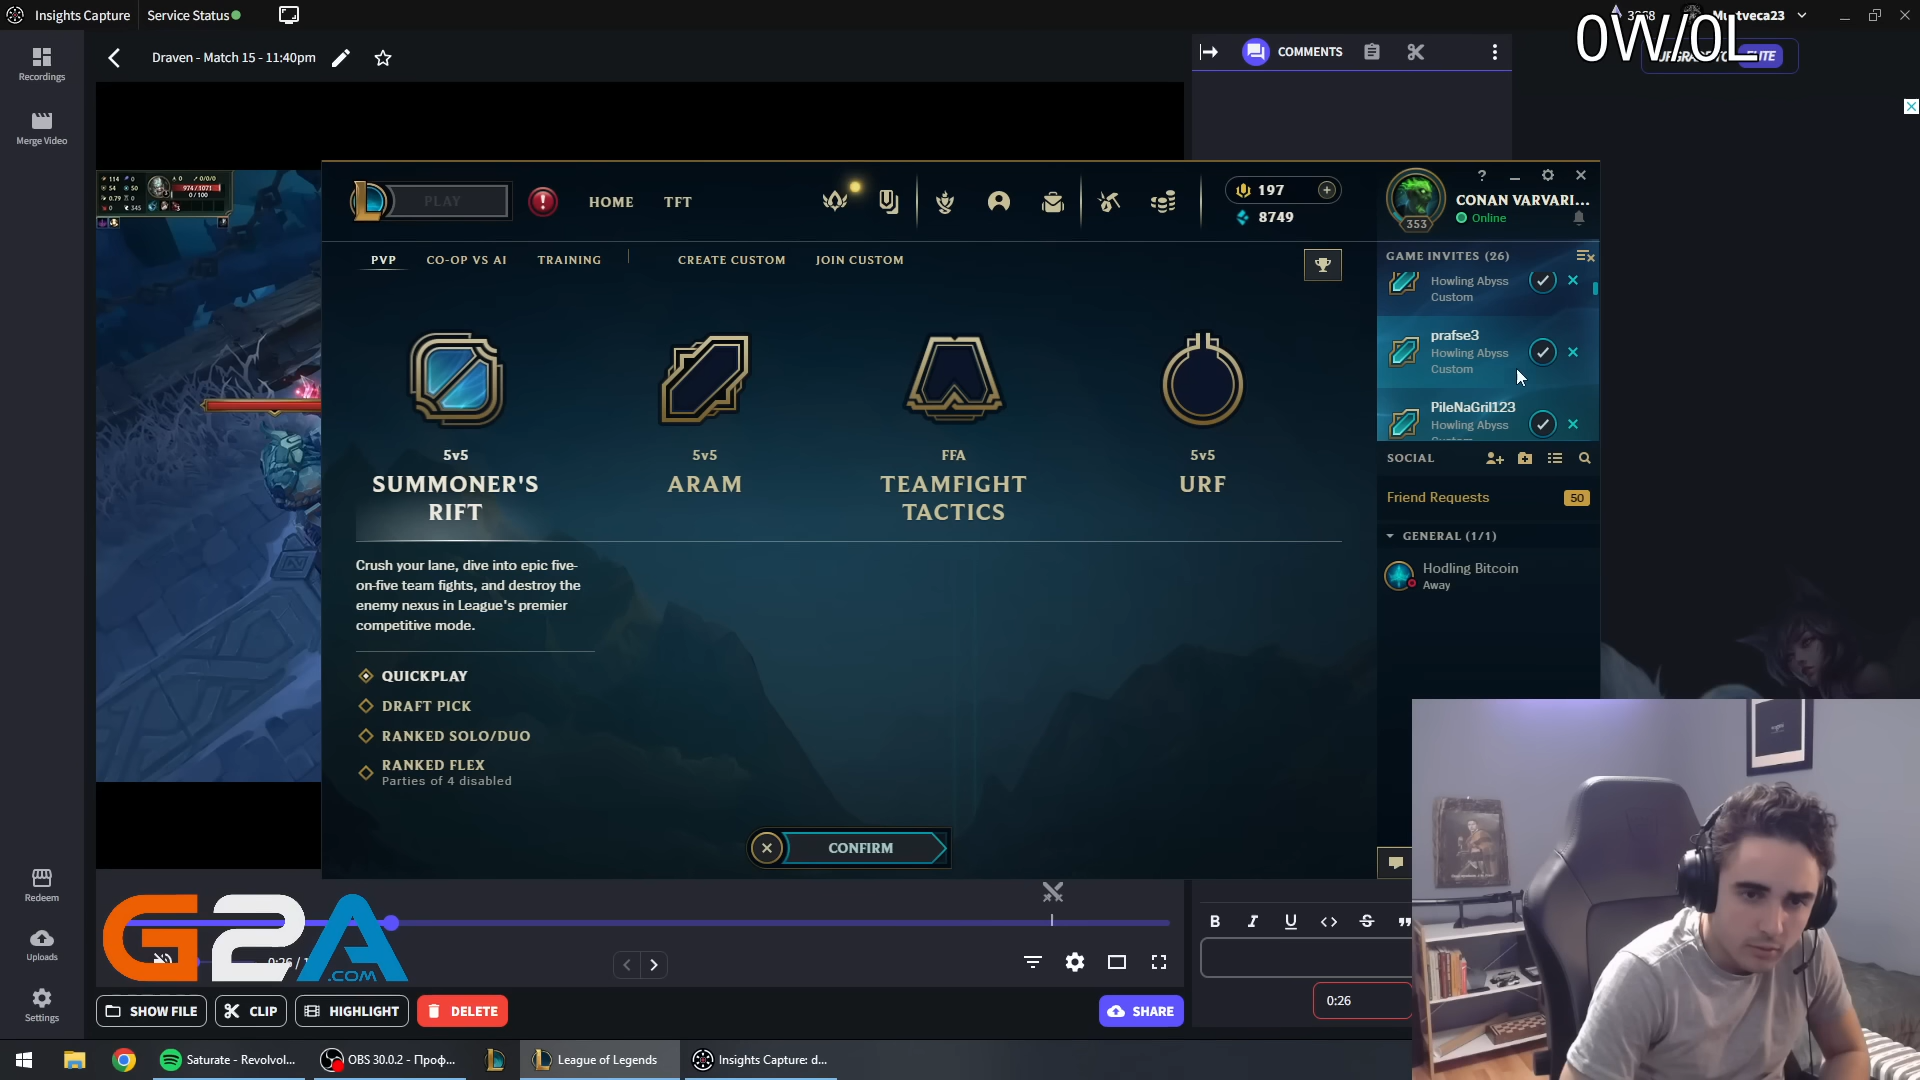 Insights Capture
Service Status
Mustveca23
0W/0L
Recordings
Draven - Match 15 - 11:40pm
COMMENTS
Merge Video
PLAY
HOME
TFT
197
8749
CONAN VARVARI...
Online
353
PVP
CO-OP VS AI
TRAINING
CREATE CUSTOM
JOIN CUSTOM
GAME INVITES (26)
Howling Abyss
Custom
prafse3
Howling Abyss
Custom
PileNaGril123
Howling Abyss
5v5
SUMMONER'S
RIFT
5v5
ARAM
FFA
TEAMFIGHT
TACTICS
5v5
URF
SOCIAL
Friend Requests
50
GENERAL (1/1)
Hodling Bitcoin
Away
Crush your lane, dive into epic five-
on-five team fights, and destroy the
enemy nexus in League's premier
competitive mode.
QUICKPLAY
DRAFT PICK
RANKED SOLO/DUO
RANKED FLEX
Parties of 4 disabled
CONFIRM
Redeem
Uploads
Settings
G2A
.COM
0:26 /
B I U
0:26
SHOW FILE
CLIP
HIGHLIGHT
DELETE
SHARE
Saturate - Revolvol...
OBS 30.0.2 - Проф...
League of Legends
Insights Capture: d...